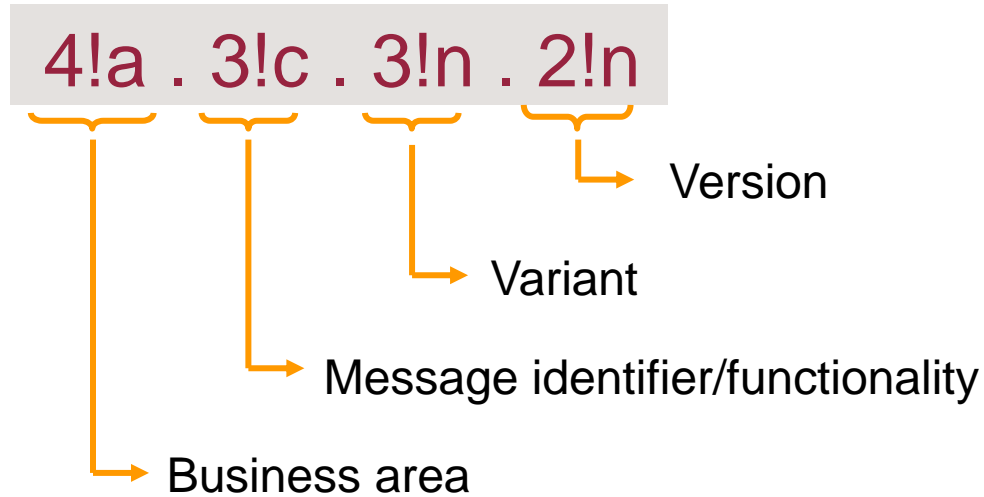 4!a . 3!c . 3!n . 2!n
Version
Variant
Message identifier/functionality
Business area